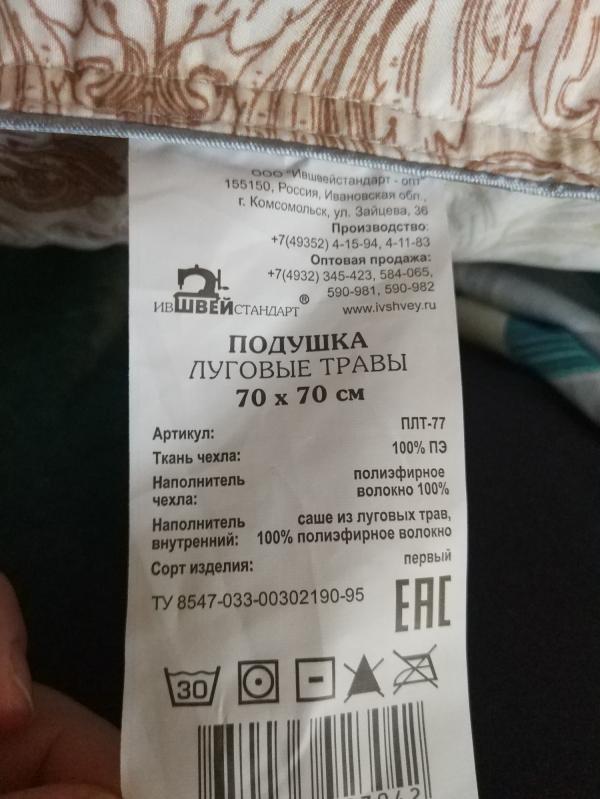 ООО "Ившвейстандарт - опт"
155150, Россия, Ивановская обл.,
г. Комсомольск, ул. Зайцева, 36
Производство:
+7(49352) 4-15-94, 4-11-83
Оптовая продажа:
+7(4932) 345-423, 584-065,
590-981, 590-982
www.ivshvey.ru
ИВШВЕЙСТАНДАРТ®
ПОДУШКА
ЛУГОВЫЕ ТРАВЫ
70 х 70 см
Артикул: ПЛТ-77
Ткань чехла: 100% ПЭ
Наполнитель чехла: полиэфирное
волокно 100%
Наполнитель внутренний: саше из луговых трав,
100% полиэфирное волокно
Сорт изделия: первый
ТУ 8547-033-00302190-95
ЕАС
30